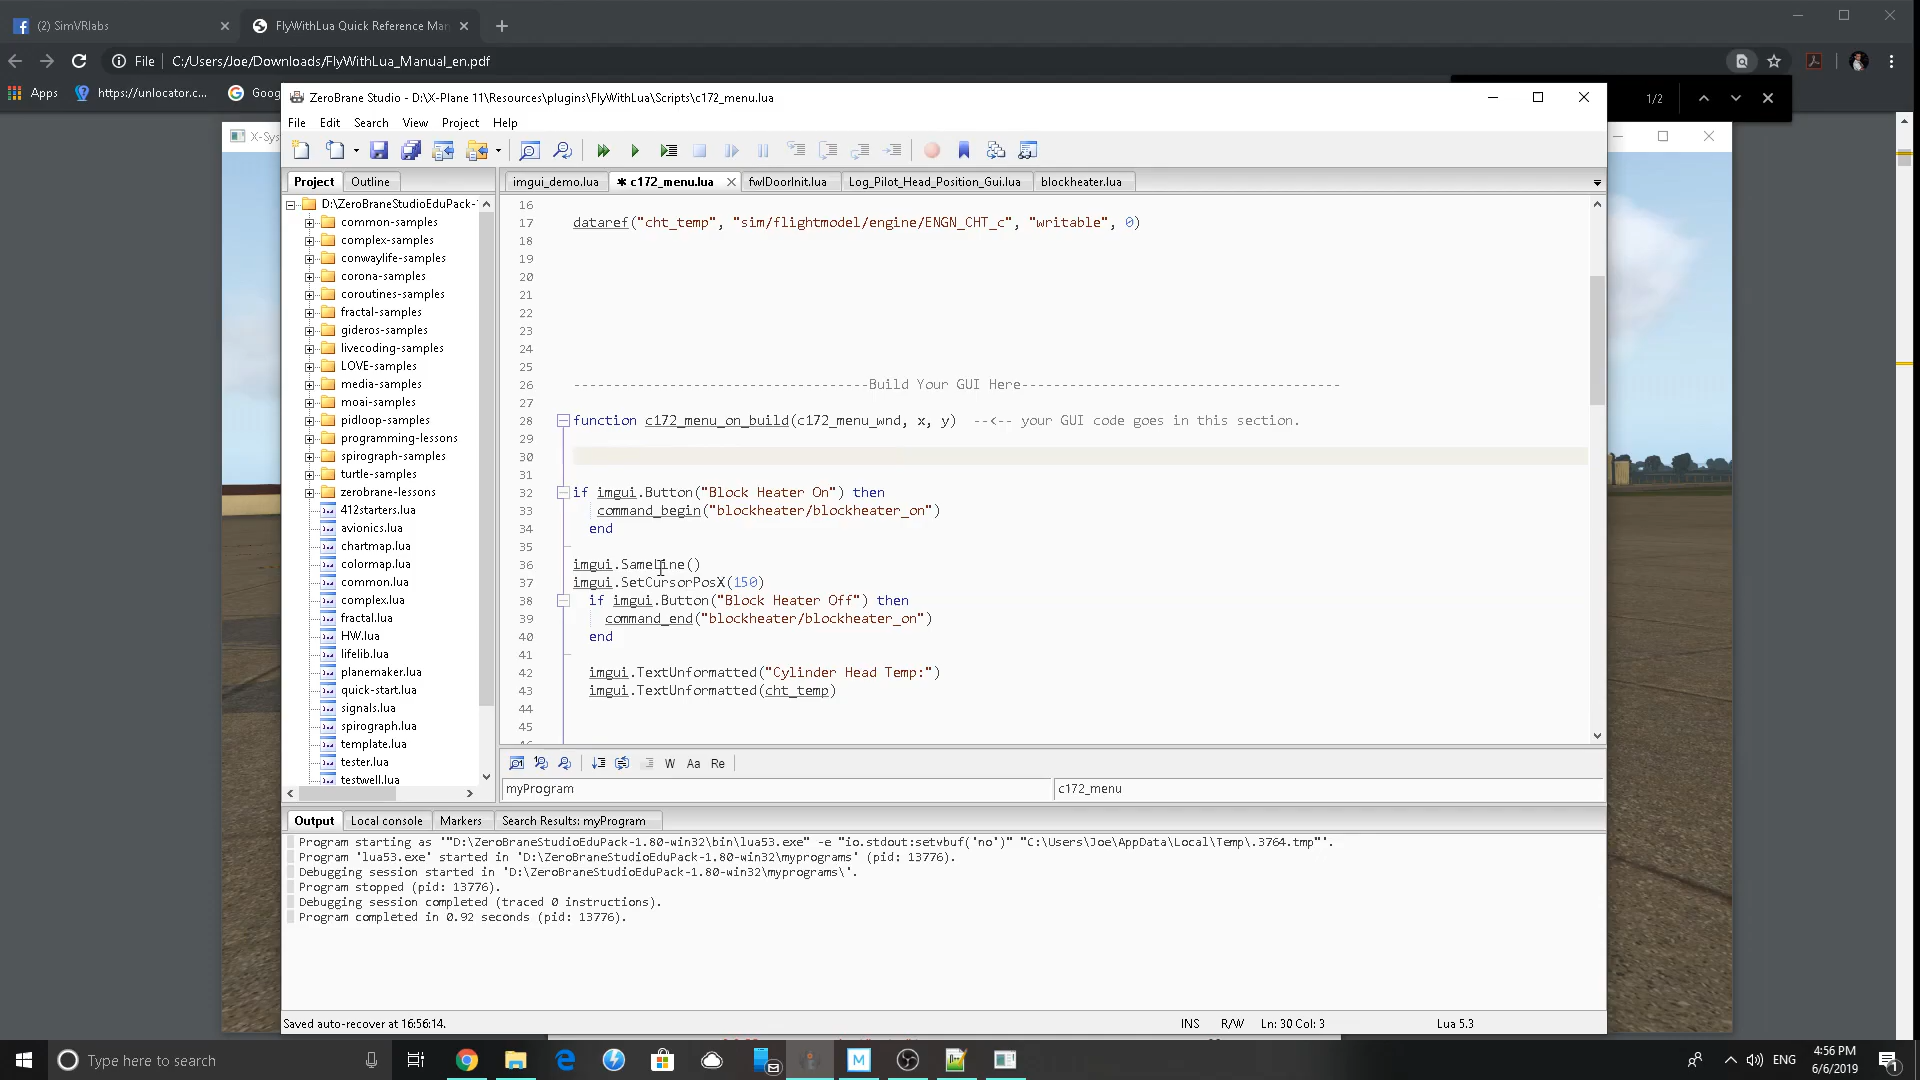 (2) SimVRlabs
FlyWithLua Quick Reference Man
File C:/Users/Joe/Downloads/FlyWithLua_Manual_en.pdf
Apps https://unlocator.c... Goog
ZeroBrane Studio - D:\X-Plane 11\Resources\plugins\FlyWithLua\Scripts\c172_menu.lua
1/2
X-Sys
File Edit Search View Project Help
Project Outline
imgui_demo.lua * c172_menu.lua fwlDoorInit.lua Log_Pilot_Head_Position_Gui.lua blockheater.lua
D:\ZeroBraneStudioEduPack-
common-samples
complex-samples
conwaylife-samples
corona-samples
coroutines-samples
fractal-samples
gideros-samples
livecoding-samples
LOVE-samples
media-samples
moai-samples
pidloop-samples
programming-lessons
spirograph-samples
turtle-samples
zerobrane-lessons
412starters.lua
avionics.lua
chartmap.lua
colormap.lua
common.lua
complex.lua
fractal.lua
HW.lua
lifelib.lua
planemaker.lua
quick-start.lua
signals.lua
spirograph.lua
template.lua
tester.lua
testwell.lua
16
17 dataref("cht_temp", "sim/flightmodel/engine/ENGN_CHT_c", "writable", 0)
18
19
20
21
22
23
24
25
26 -------------------------------------Build Your GUI Here----------------------------------------
27
28 function c172_menu_on_build(c172_menu_wnd, x, y) --<-- your GUI code goes in this section.
29
30
31
32 if imgui.Button("Block Heater On") then
33 command_begin("blockheater/blockheater_on")
34 end
35
36 imgui.SameLine()
37 imgui.SetCursorPosX(150)
38 if imgui.Button("Block Heater Off") then
39 command_end("blockheater/blockheater_on")
40 end
41
42 imgui.TextUnformatted("Cylinder Head Temp:")
43 imgui.TextUnformatted(cht_temp)
44
45
W Aa Re
myProgram c172_menu
Output Local console Markers Search Results: myProgram
Program starting as '"D:\ZeroBraneStudioEduPack-1.80-win32\bin\lua53.exe" -e "io.stdout:setvbuf('no')" "C:\Users\Joe\AppData\Local\Temp\.3764.tmp"'.
Program 'lua53.exe' started in 'D:\ZeroBraneStudioEduPack-1.80-win32\myprograms' (pid: 13776).
Debugging session started in 'D:\ZeroBraneStudioEduPack-1.80-win32\myprograms\'.
Program stopped (pid: 13776).
Debugging session completed (traced 0 instructions).
Program completed in 0.92 seconds (pid: 13776).
Saved auto-recover at 16:56:14. INS R/W Ln: 30 Col: 3 Lua 5.3
Type here to search
ENG
4:56 PM
6/6/2019